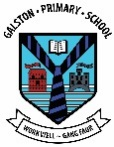 GALSTON • PRIMARY • SCHOOL
WORK WELL ~ GANG FAUR